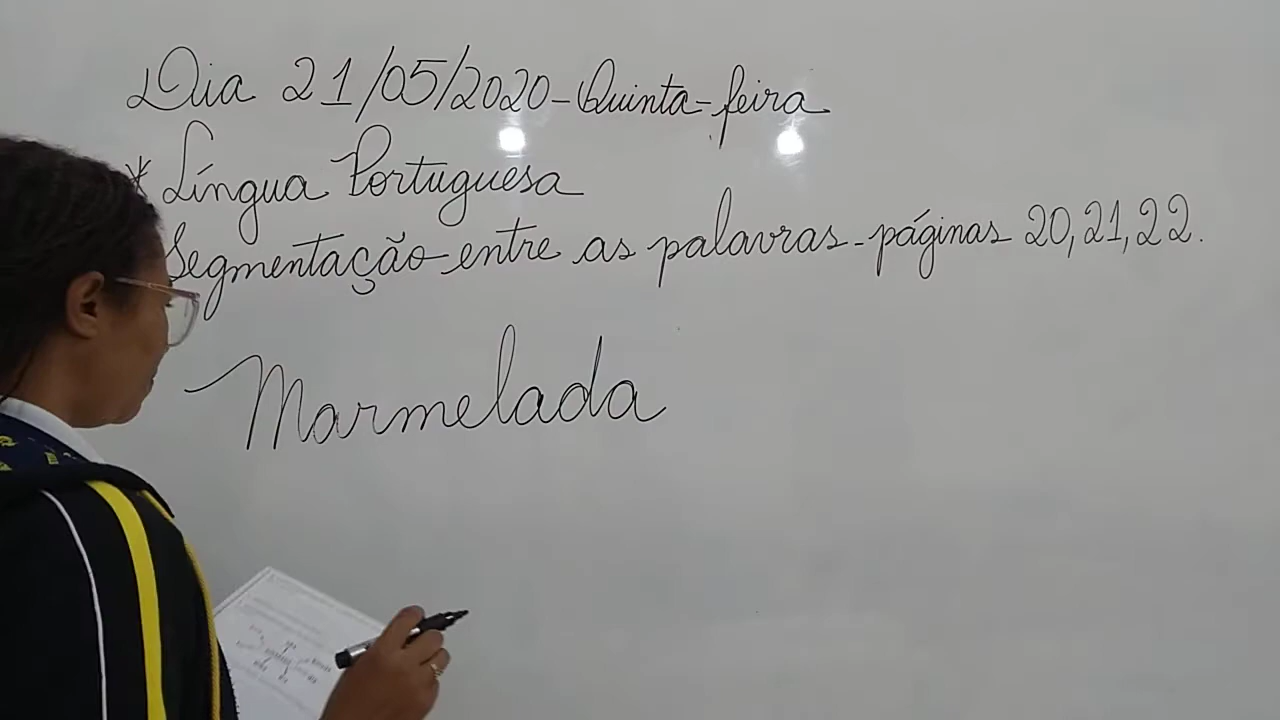 Dia 21/05/2020 - Quinta-feira
* Língua Portuguesa
Segmentação entre as palavras - páginas 20, 21, 22.
Marmelada